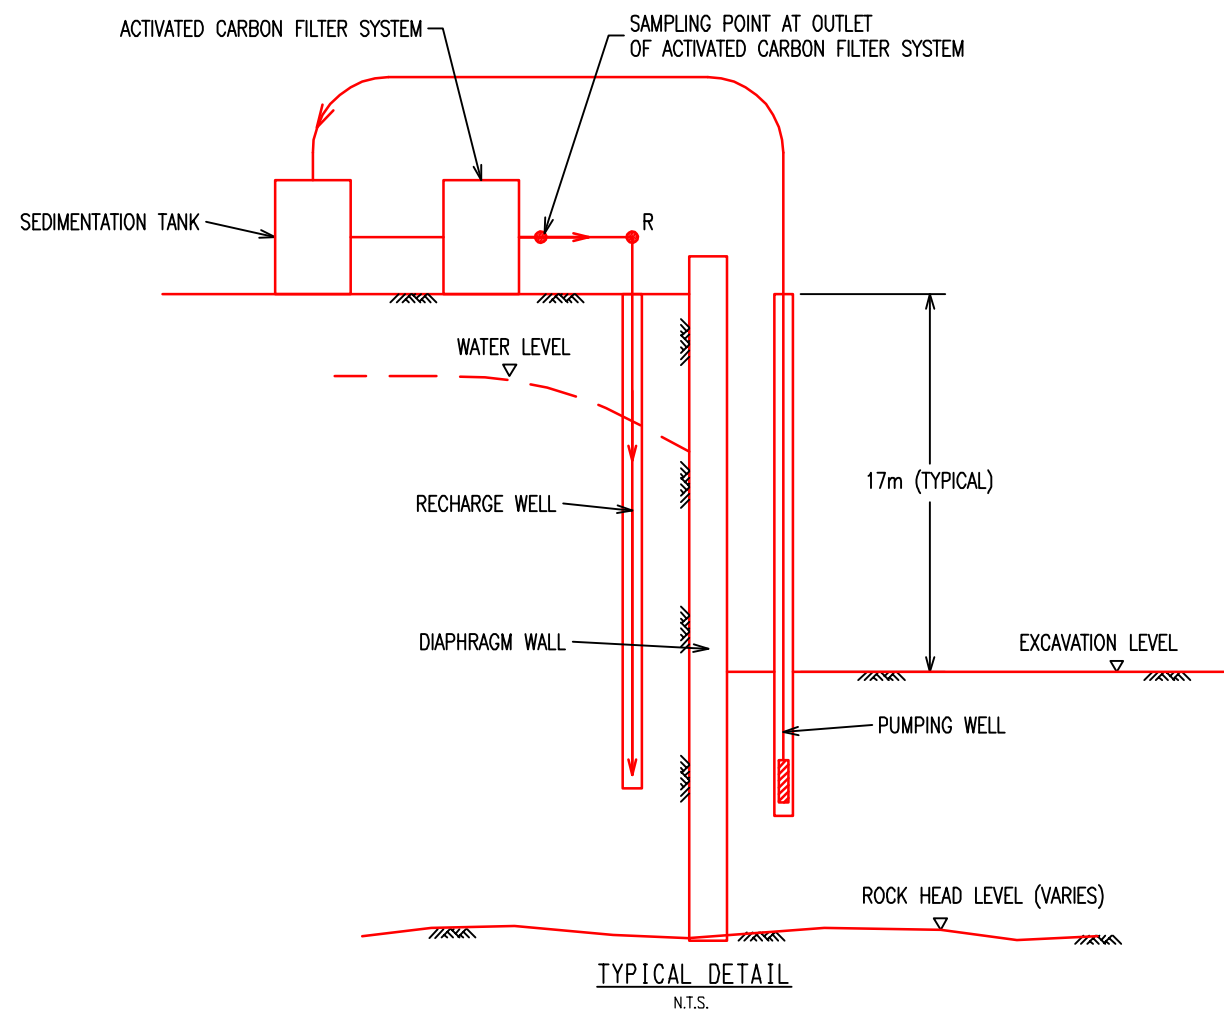 ACTIVATED CARBON FILTER SYSTEM
SAMPLING POINT AT OUTLET
OF ACTIVATED CARBON FILTER SYSTEM
SEDIMENTATION TANK
R
WATER LEVEL
17m (TYPICAL)
RECHARGE WELL
DIAPHRAGM WALL
EXCAVATION LEVEL
PUMPING WELL
ROCK HEAD LEVEL (VARIES)
TYPICAL DETAIL
N.T.S.